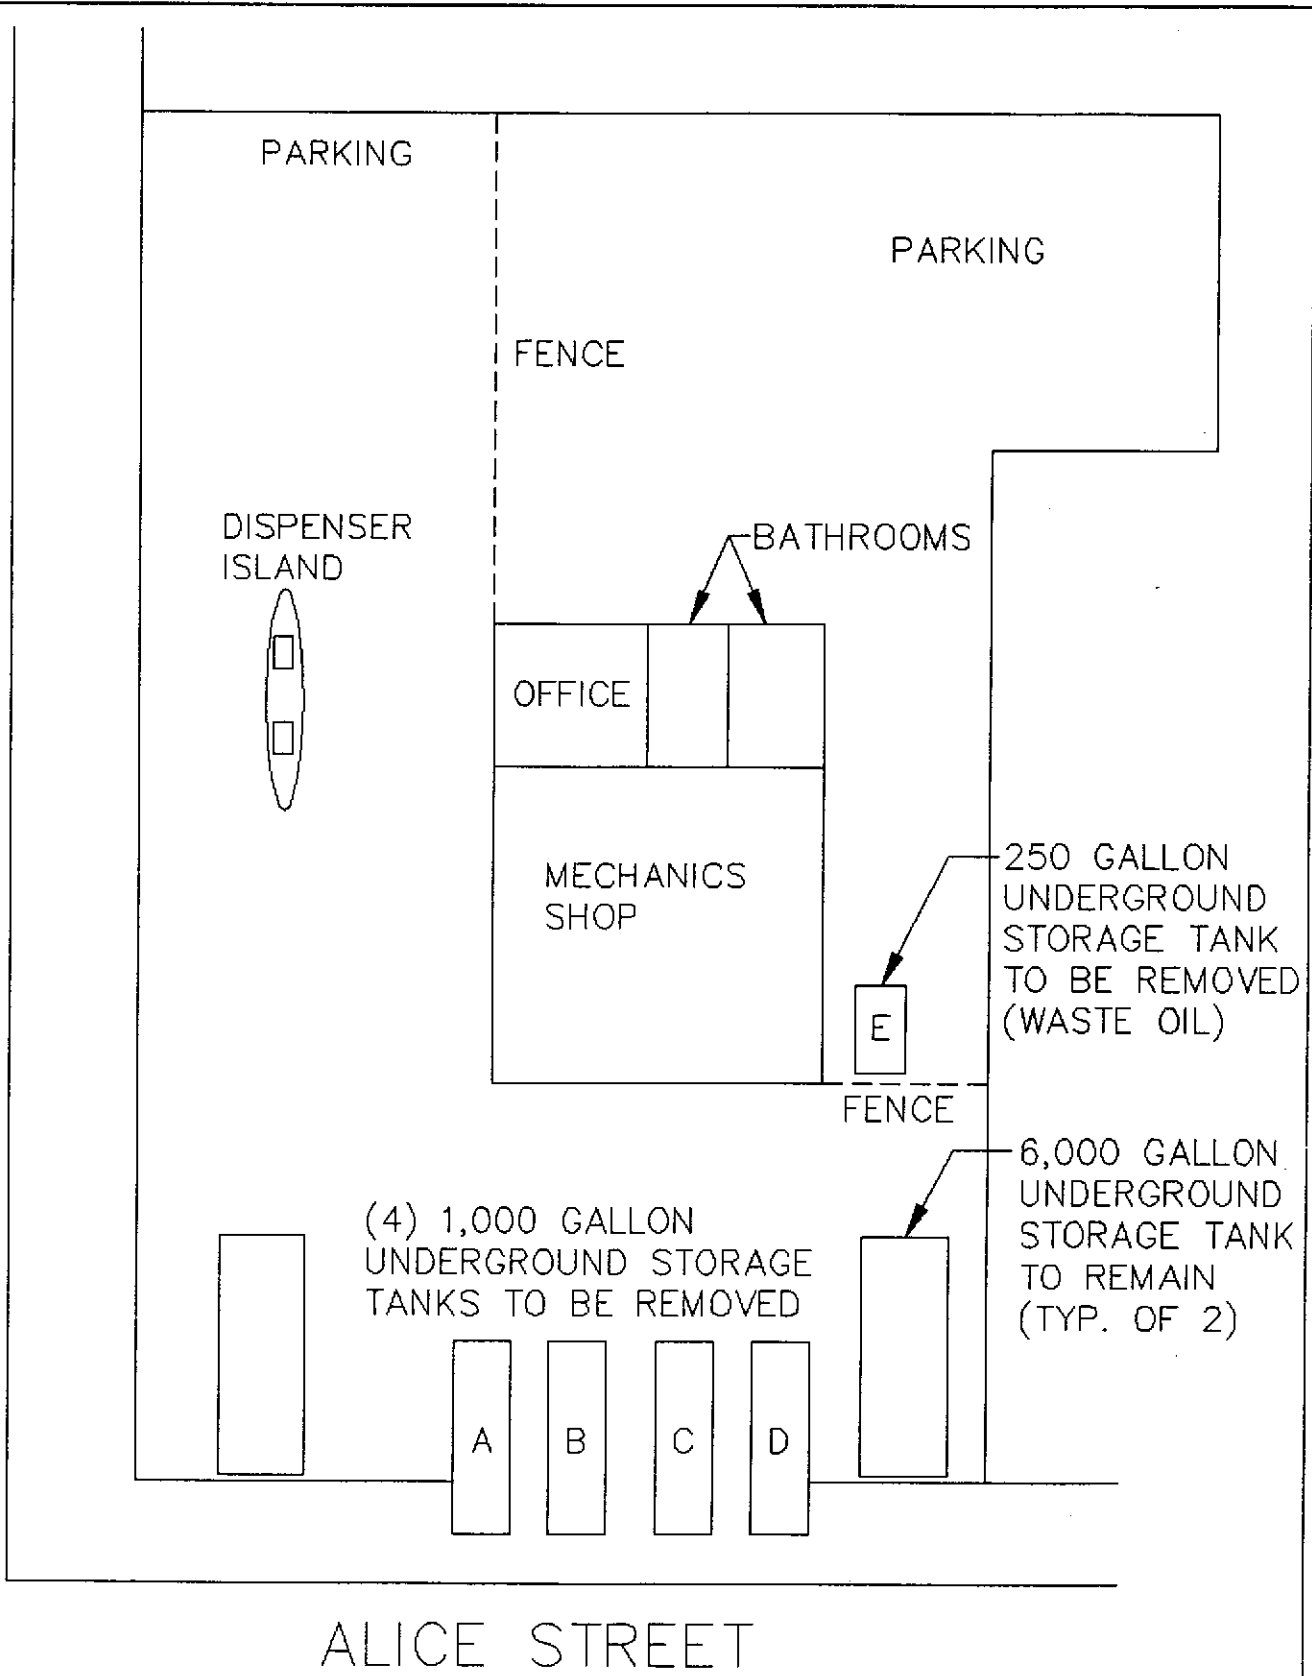 PARKING
PARKING
FENCE
DISPENSER
ISLAND
BATHROOMS
OFFICE
MECHANICS
SHOP
250 GALLON
UNDERGROUND
STORAGE TANK
TO BE REMOVED
(WASTE OIL)
E
FENCE
6,000 GALLON
UNDERGROUND
STORAGE TANK
TO REMAIN
(TYP. OF 2)
(4) 1,000 GALLON
UNDERGROUND STORAGE
TANKS TO BE REMOVED
A
B
C
D
ALICE STREET